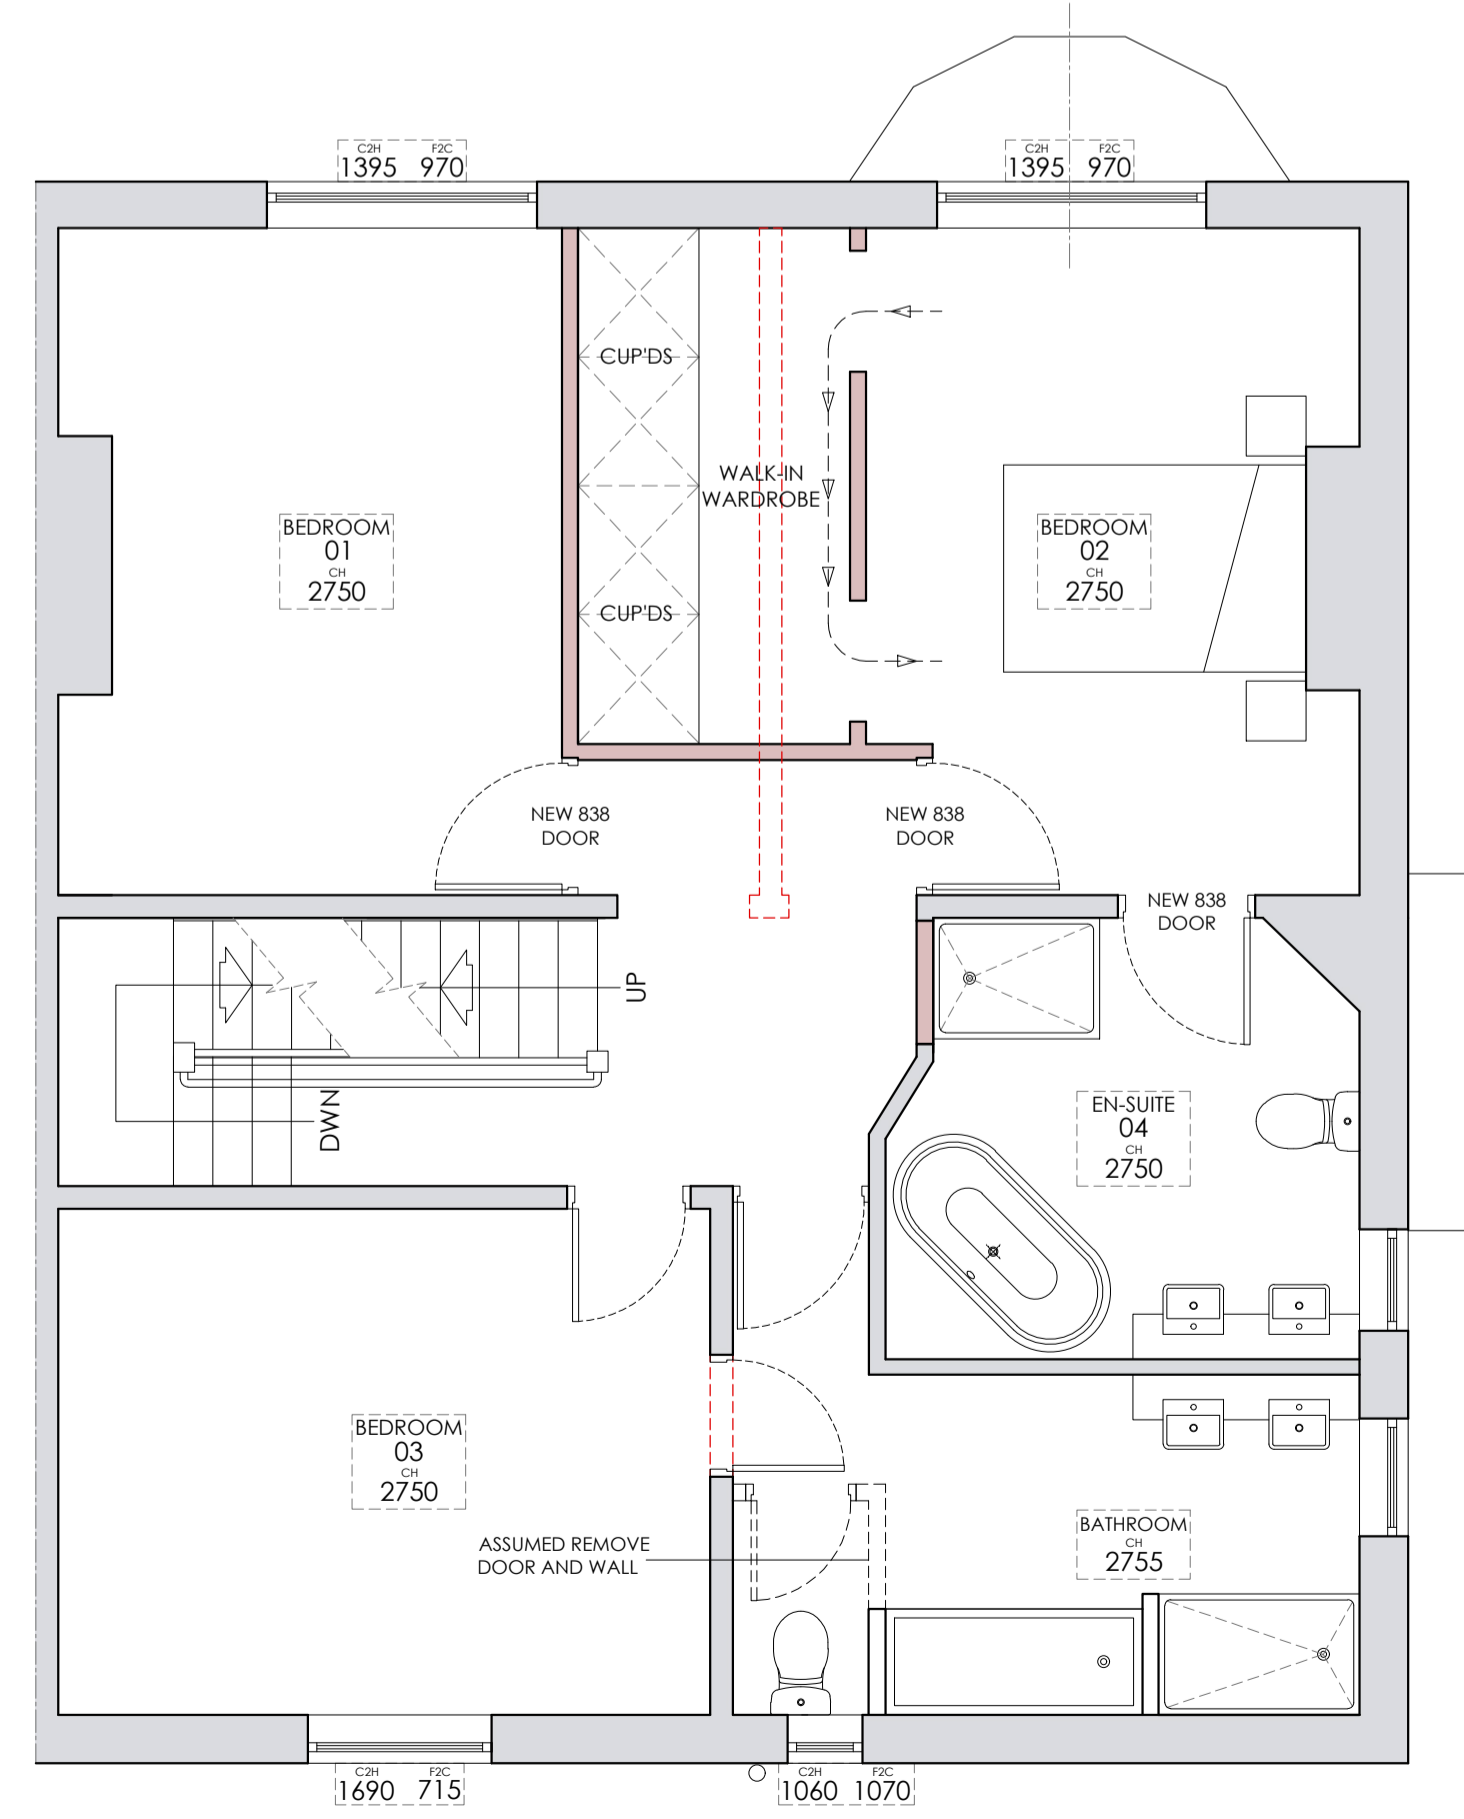 C2H F2C
1395 970
C2H F2C
1395 970
CUP'DS
WALK-IN
WARDROBE
BEDROOM
01
CH
2750
BEDROOM
02
CH
2750
CUP'DS
NEW 838
DOOR
NEW 838
DOOR
NEW 838
DOOR
UP
DWN
EN-SUITE
04
CH
2750
BEDROOM
03
CH
2750
ASSUMED REMOVE
DOOR AND WALL
BATHROOM
CH
2755
C2H F2C
1690 715
C2H F2C
1060 1070